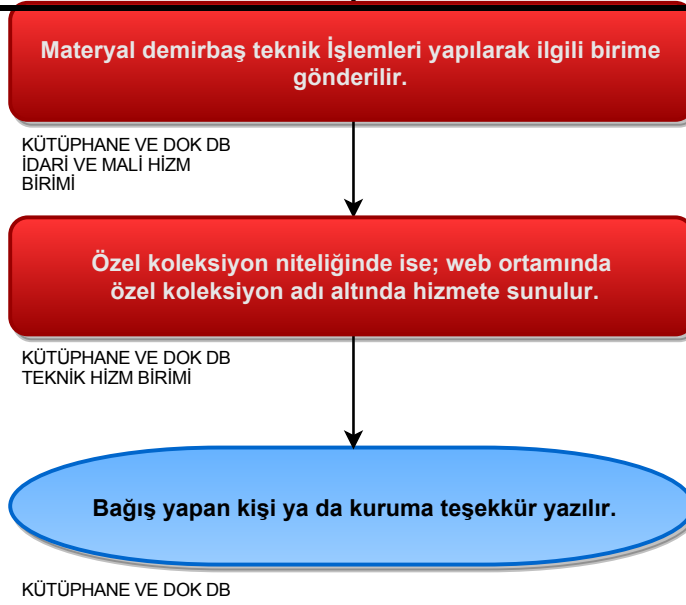 Materyal demirbaş teknik İşlemleri yapılarak ilgili birime
gönderilir.
KÜTÜPHANE VE DOK DB
İDARİ VE MALİ HİZM
BİRİMİ
Özel koleksiyon niteliğinde ise; web ortamında
özel koleksiyon adı altında hizmete sunulur.
KÜTÜPHANE VE DOK DB
TEKNİK HİZM BİRİMİ
Bağış yapan kişi ya da kuruma teşekkür yazılır.
KÜTÜPHANE VE DOK DB